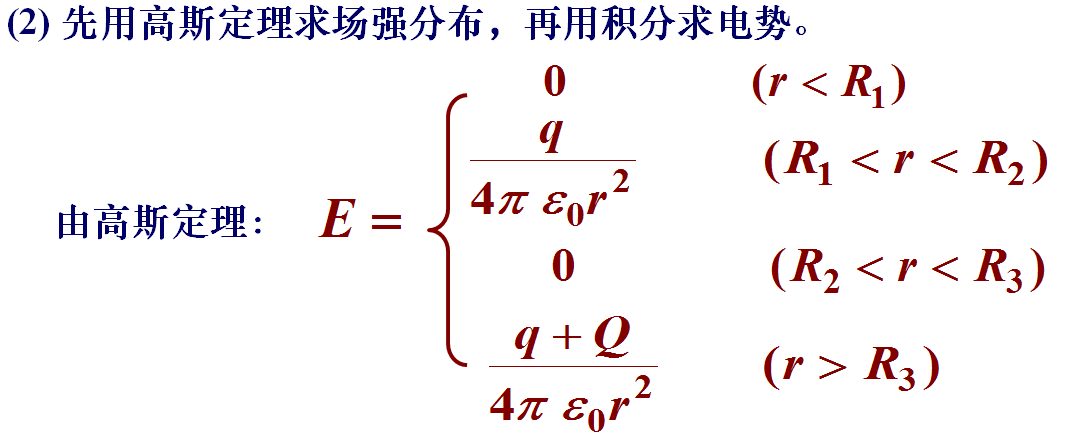 (2) 先用高斯定理求场强分布，再用积分求电势。
0 (r < R₁)
q / 4π ε₀r² (R₁ < r < R₂)
由高斯定理： E =
0 (R₂ < r < R₃)
q + Q / 4π ε₀r² (r > R₃)